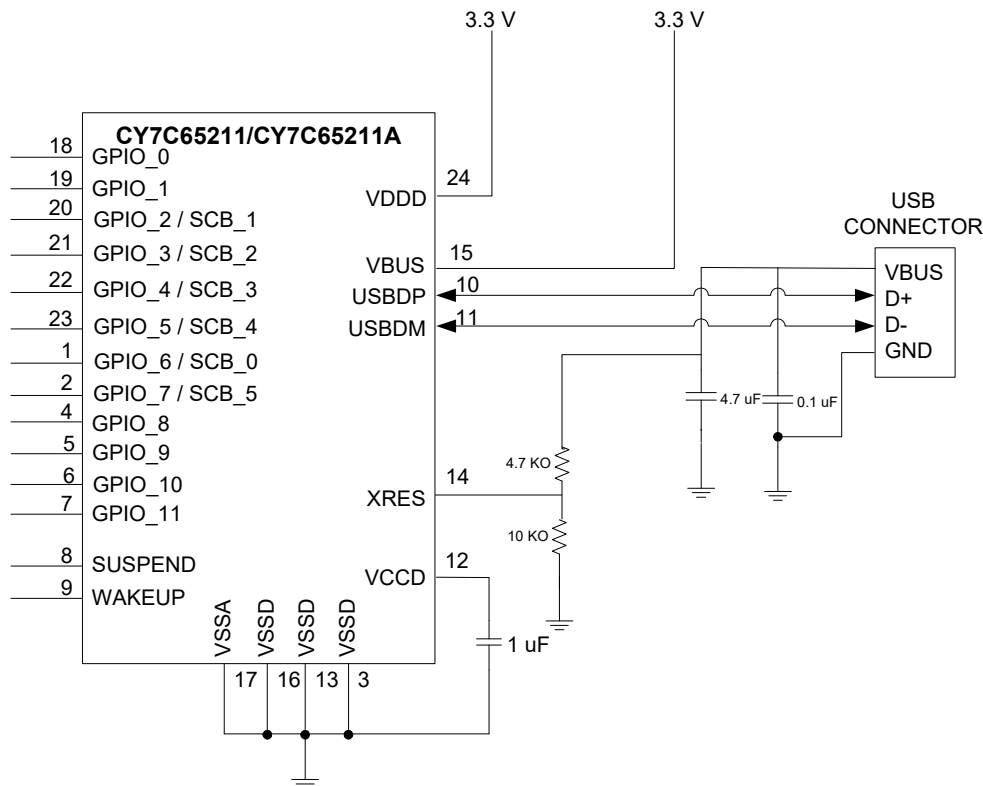 3.3 V
3.3 V
CY7C65211/CY7C65211A
18
GPIO_0
19
GPIO_1
20
GPIO_2 / SCB_1
21
GPIO_3 / SCB_2
22
GPIO_4 / SCB_3
23
GPIO_5 / SCB_4
1
GPIO_6 / SCB_0
2
GPIO_7 / SCB_5
4
GPIO_8
5
GPIO_9
6
GPIO_10
7
GPIO_11
8
SUSPEND
9
WAKEUP
VDDD
24
VBUS
15
USBDP
10
USBDM
11
XRES
14
VCCD
12
VSSA
VSSD
VSSD
VSSD
17
16
13
3
USB
CONNECTOR
VBUS
D+
D-
GND
4.7 uF
0.1 uF
4.7 KO
10 KO
1 uF